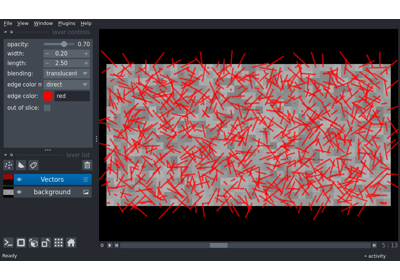 File View Window Plugins Help
layer controls
opacity: 0.70
width: 0.20
length: 2.50
blending: translucent
edge color m direct
edge color: red
out of slice:
layer list
Vectors
background
0 5 13
Ready activity